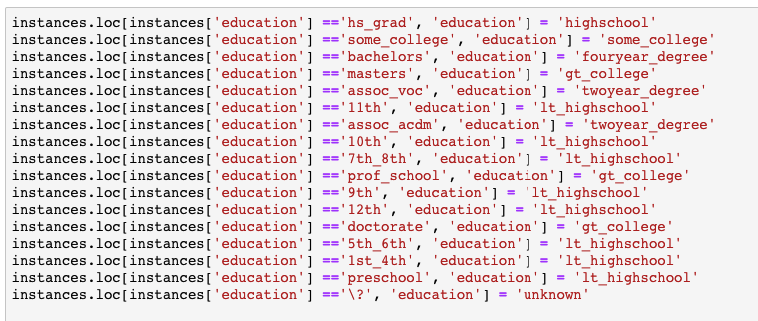 instances.loc[instances['education'] =='hs_grad', 'education'] = 'highschool'
instances.loc[instances['education'] =='some_college', 'education'] = 'some_college'
instances.loc[instances['education'] =='bachelors', 'education'] = 'fouryear_degree'
instances.loc[instances['education'] =='masters', 'education'] = 'gt_college'
instances.loc[instances['education'] =='assoc_voc', 'education'] = 'twoyear_degree'
instances.loc[instances['education'] =='11th', 'education'] = 'lt_highschool'
instances.loc[instances['education'] =='assoc_acdm', 'education'] = 'twoyear_degree'
instances.loc[instances['education'] =='10th', 'education'] = 'lt_highschool'
instances.loc[instances['education'] =='7th_8th', 'education'] = 'lt_highschool'
instances.loc[instances['education'] =='prof_school', 'education'] = 'gt_college'
instances.loc[instances['education'] =='9th', 'education'] = 'lt_highschool'
instances.loc[instances['education'] =='12th', 'education'] = 'lt_highschool'
instances.loc[instances['education'] =='doctorate', 'education'] = 'gt_college'
instances.loc[instances['education'] =='5th_6th', 'education'] = 'lt_highschool'
instances.loc[instances['education'] =='1st_4th', 'education'] = 'lt_highschool'
instances.loc[instances['education'] =='preschool', 'education'] = 'lt_highschool'
instances.loc[instances['education'] =='\?', 'education'] = 'unknown'